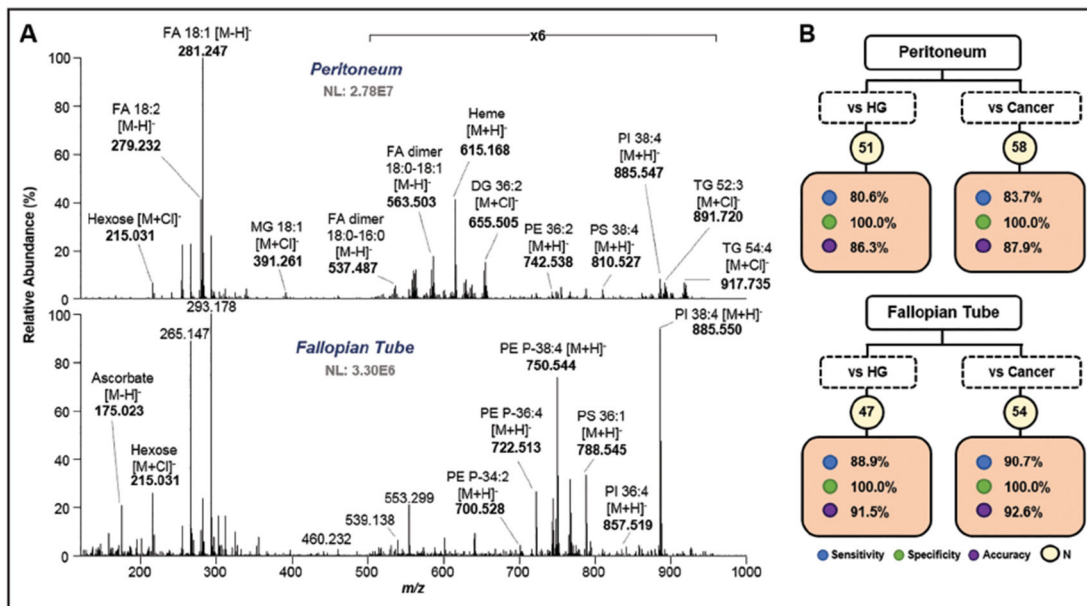 A
x6
FA 18:1 [M-H]-
281.247
Peritoneum
NL: 2.78E7
FA 18:2
[M-H]-
279.232
Hexose [M+Cl]-
215.031
MG 18:1
[M+Cl]-
391.261
FA dimer
18:0-16:0
[M-H]-
537.487
FA dimer
18:0-18:1
[M-H]-
563.503
Heme
[M+H]-
615.168
DG 36:2
[M+Cl]-
655.505
PE 36:2
[M+H]-
742.538
PS 38:4
[M+H]-
810.527
PI 38:4
[M+H]-
885.547
TG 52:3
[M+Cl]-
891.720
TG 54:4
[M+Cl]-
917.735
100
80
60
40
20
0
Relative Abundance (%)
293.178
265.147
Fallopian Tube
NL: 3.30E6
Ascorbate
[M-H]-
175.023
Hexose
[M+Cl]-
215.031
460.232
539.138
553.299
PE P-34:2
[M+H]-
700.528
PE P-36:4
[M+H]-
722.513
PE P-38:4 [M+H]-
750.544
PS 36:1
[M+H]-
788.545
PI 36:4
[M+H]-
857.519
PI 38:4 [M+H]-
885.550
100
80
60
40
20
0
200 300 400 500 600 700 800 900 1000
m/z
B
Peritoneum
vs HG
vs Cancer
51
58
80.6%
100.0%
86.3%
83.7%
100.0%
87.9%
Fallopian Tube
vs HG
vs Cancer
47
54
88.9%
100.0%
91.5%
90.7%
100.0%
92.6%
Sensitivity Specificity Accuracy N